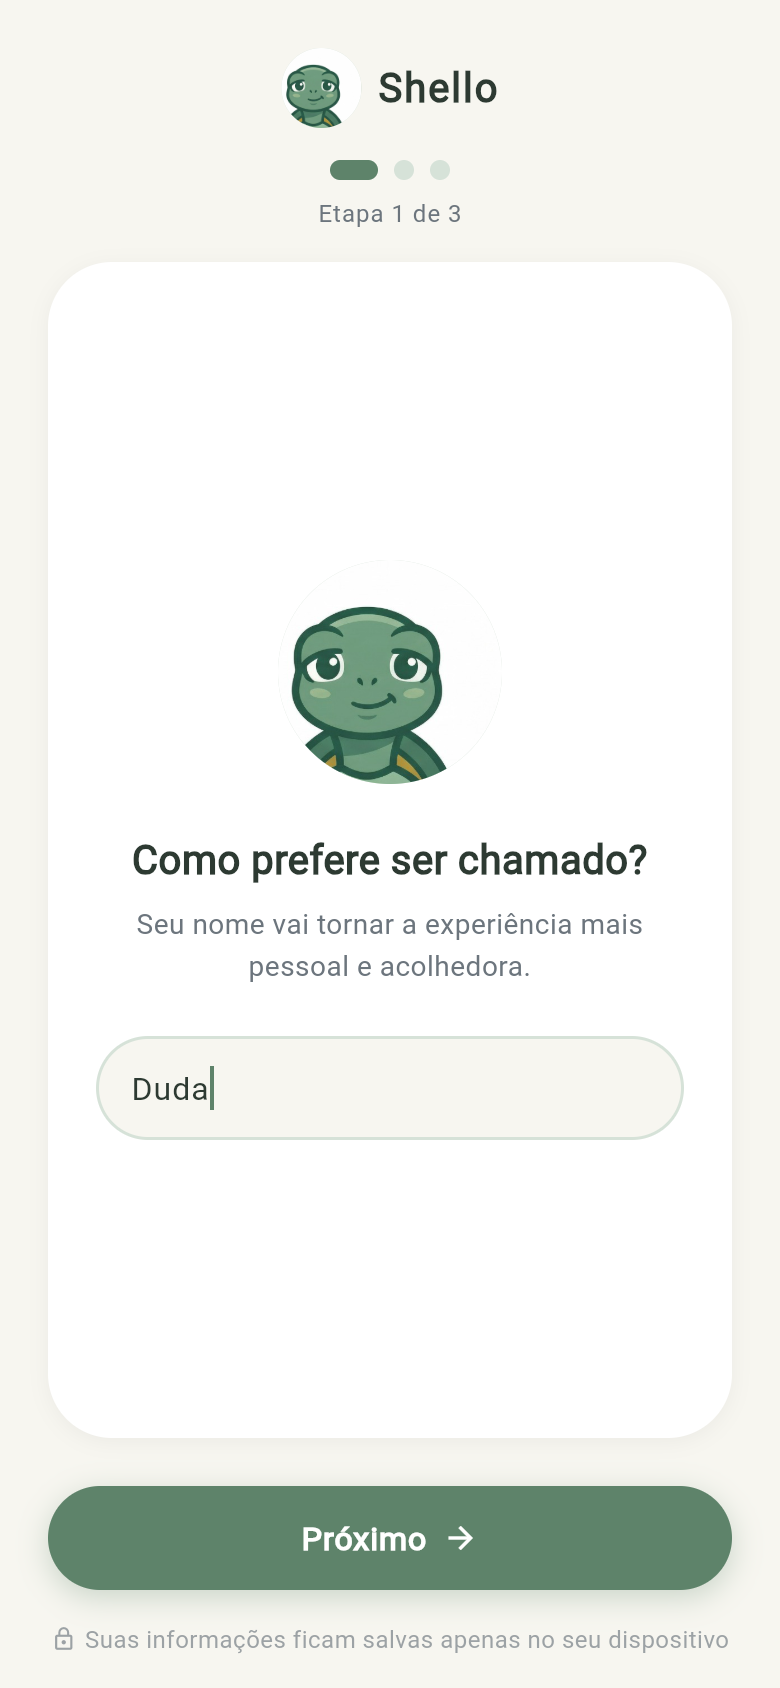 Shello
Etapa 1 de 3
Como prefere ser chamado?
Seu nome vai tornar a experiência mais
pessoal e acolhedora.
Duda
Próximo →
Suas informações ficam salvas apenas no seu dispositivo